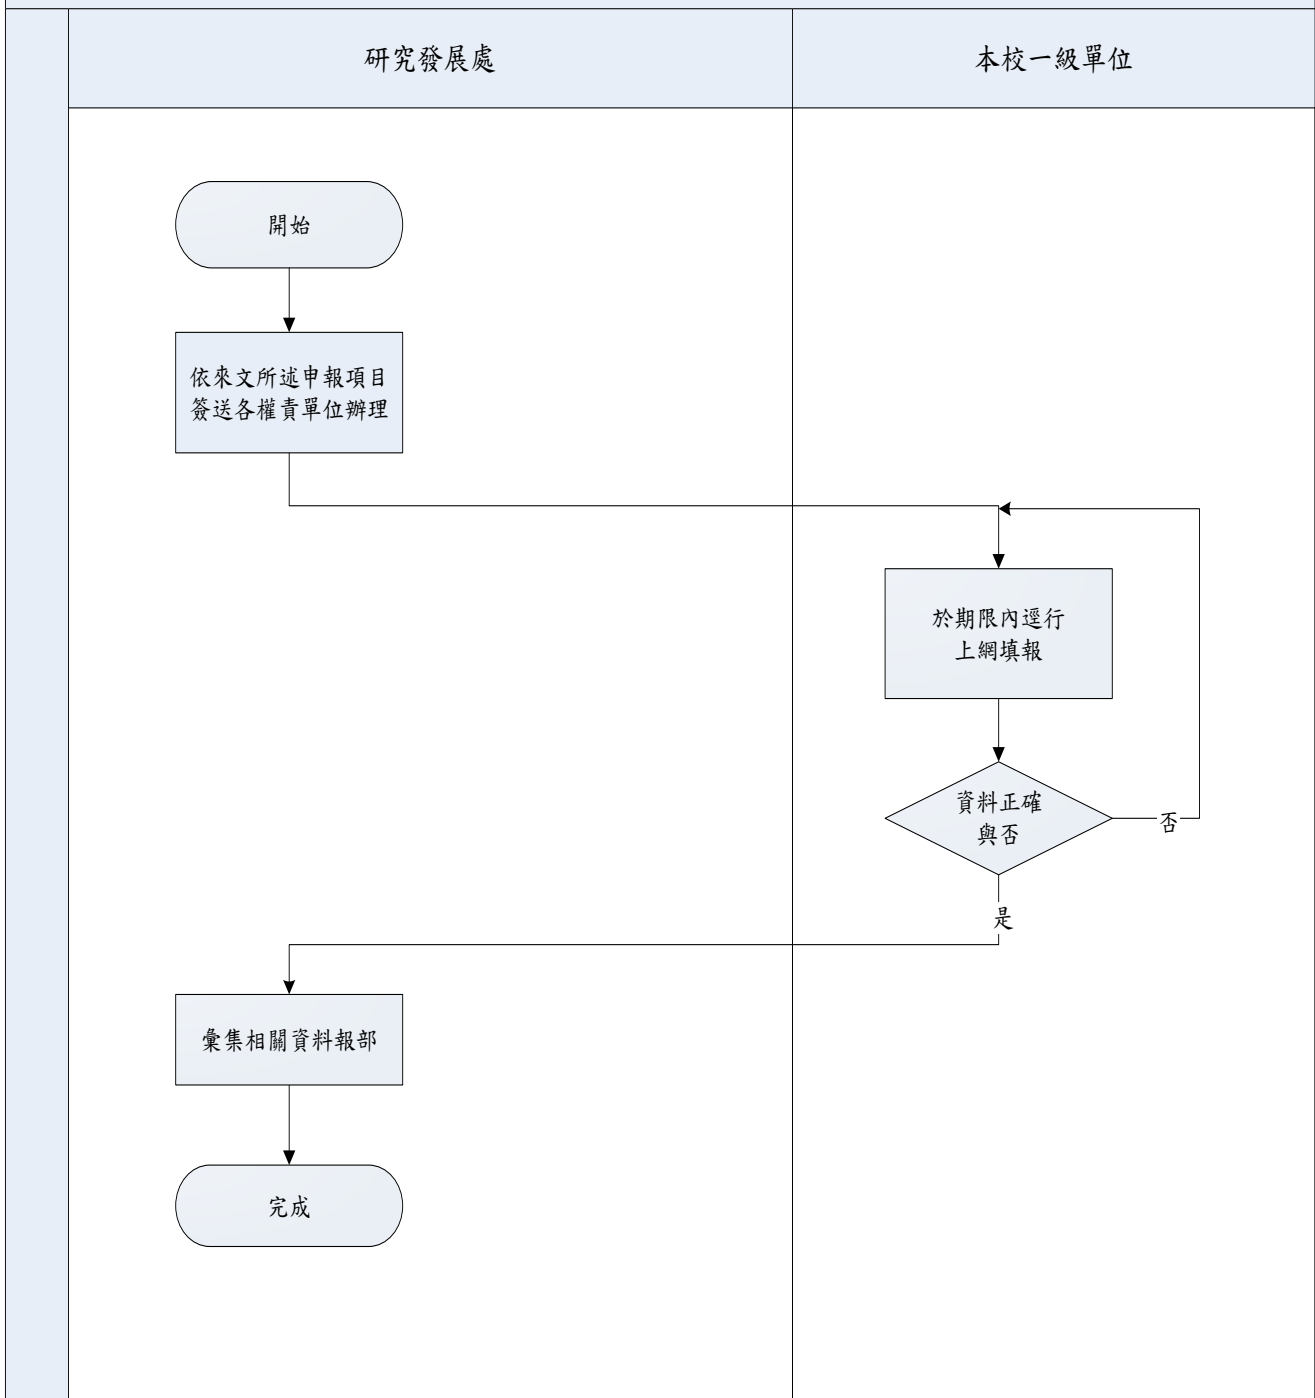 研究發展處
本校一級單位
開始
依來文所述申報項目
簽送各權責單位辦理
於期限內逕行
上網填報
資料正確
與否
否
是
彙集相關資料報部
完成